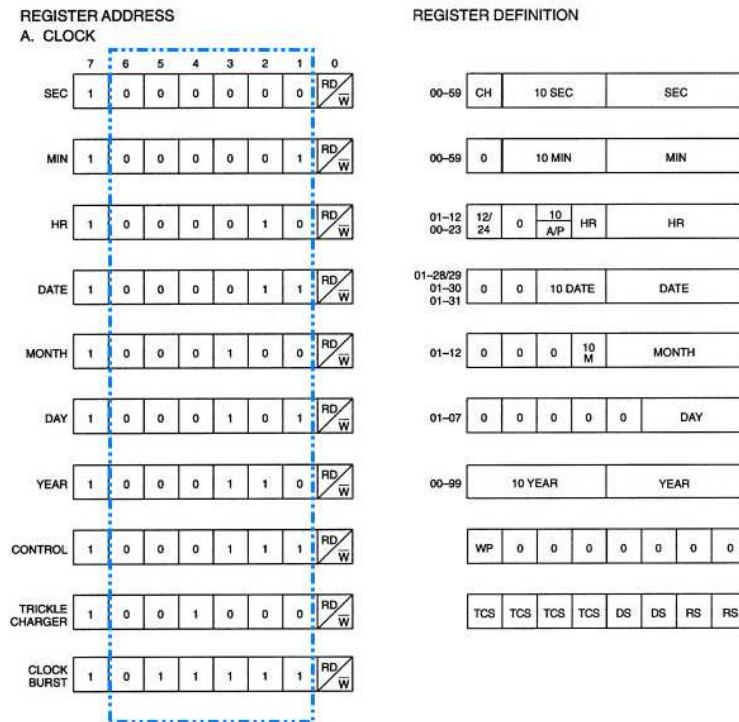 REGISTER ADDRESS
A. CLOCK
REGISTER DEFINITION
7 6 5 4 3 2 1 0
SEC 1 0 0 0 0 0 0 RD/W
00–59 CH 10 SEC SEC
MIN 1 0 0 0 0 0 1 RD/W
00–59 0 10 MIN MIN
HR 1 0 0 0 0 1 0 RD/W
01–12
00–23
12/
24
0 10 HR HR
A/P
DATE 1 0 0 0 0 1 1 RD/W
01–28/29
01–30
01–31
0 0 10 DATE DATE
MONTH 1 0 0 0 1 0 0 RD/W
01–12 0 0 0 10
M
MONTH
DAY 1 0 0 0 1 0 1 RD/W
01–07 0 0 0 0 0 DAY
YEAR 1 0 0 0 1 1 0 RD/W
00–99 10 YEAR YEAR
CONTROL 1 0 0 0 1 1 1 RD/W
WP 0 0 0 0 0 0 0
TRICKLE
CHARGER
1 0 0 1 0 0 0 RD/W
TCS TCS TCS TCS DS DS RS RS
CLOCK
BURST
1 0 1 1 1 1 1 RD/W